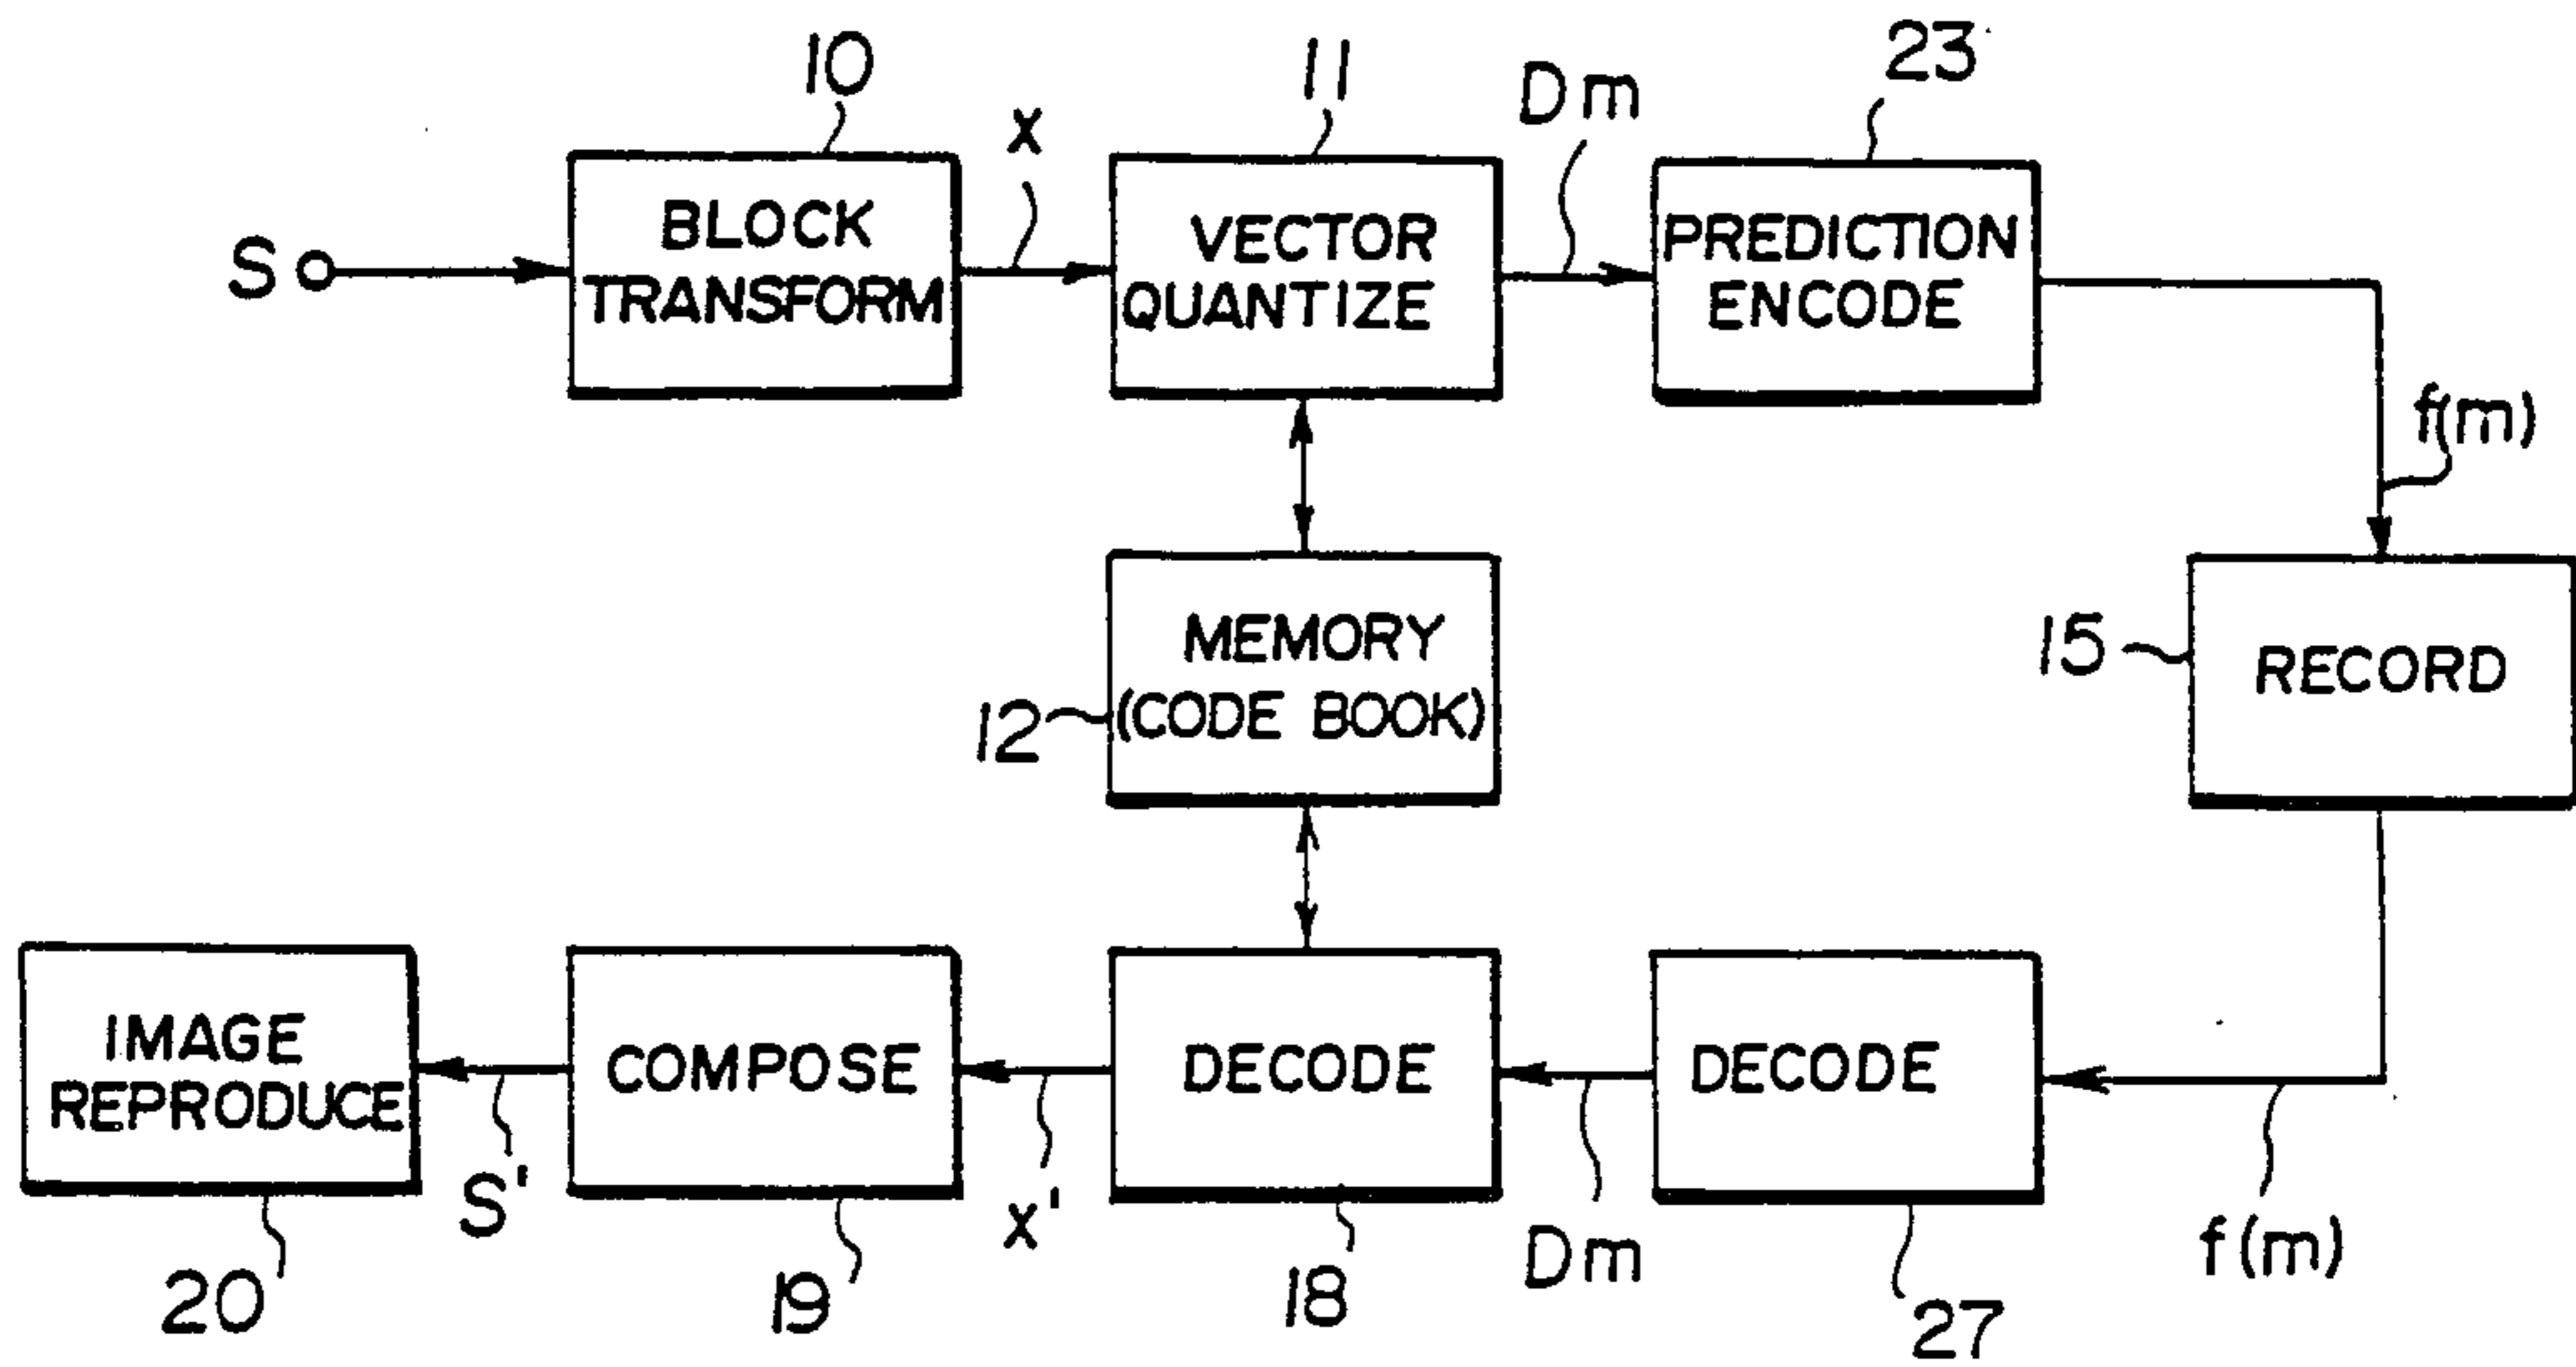 10
x
11
Dm
23
S
BLOCK
TRANSFORM
VECTOR
QUANTIZE
PREDICTION
ENCODE
f(m)
12
MEMORY
(CODE BOOK)
15
RECORD
IMAGE
REPRODUCE
S'
COMPOSE
x'
DECODE
Dm
DECODE
f(m)
20
19
18
27